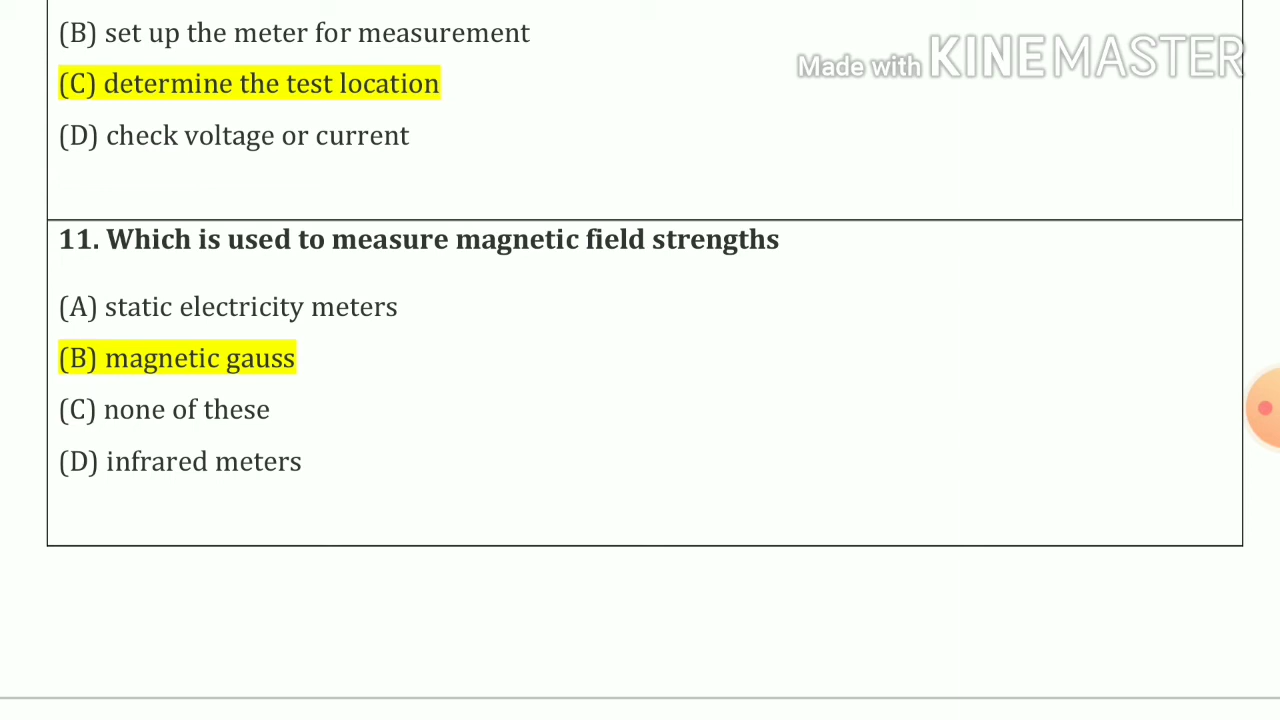 (B) set up the meter for measurement
Made with KINEMASTER
(C) determine the test location
(D) check voltage or current
11. Which is used to measure magnetic field strengths
(A) static electricity meters
(B) magnetic gauss
(C) none of these
(D) infrared meters